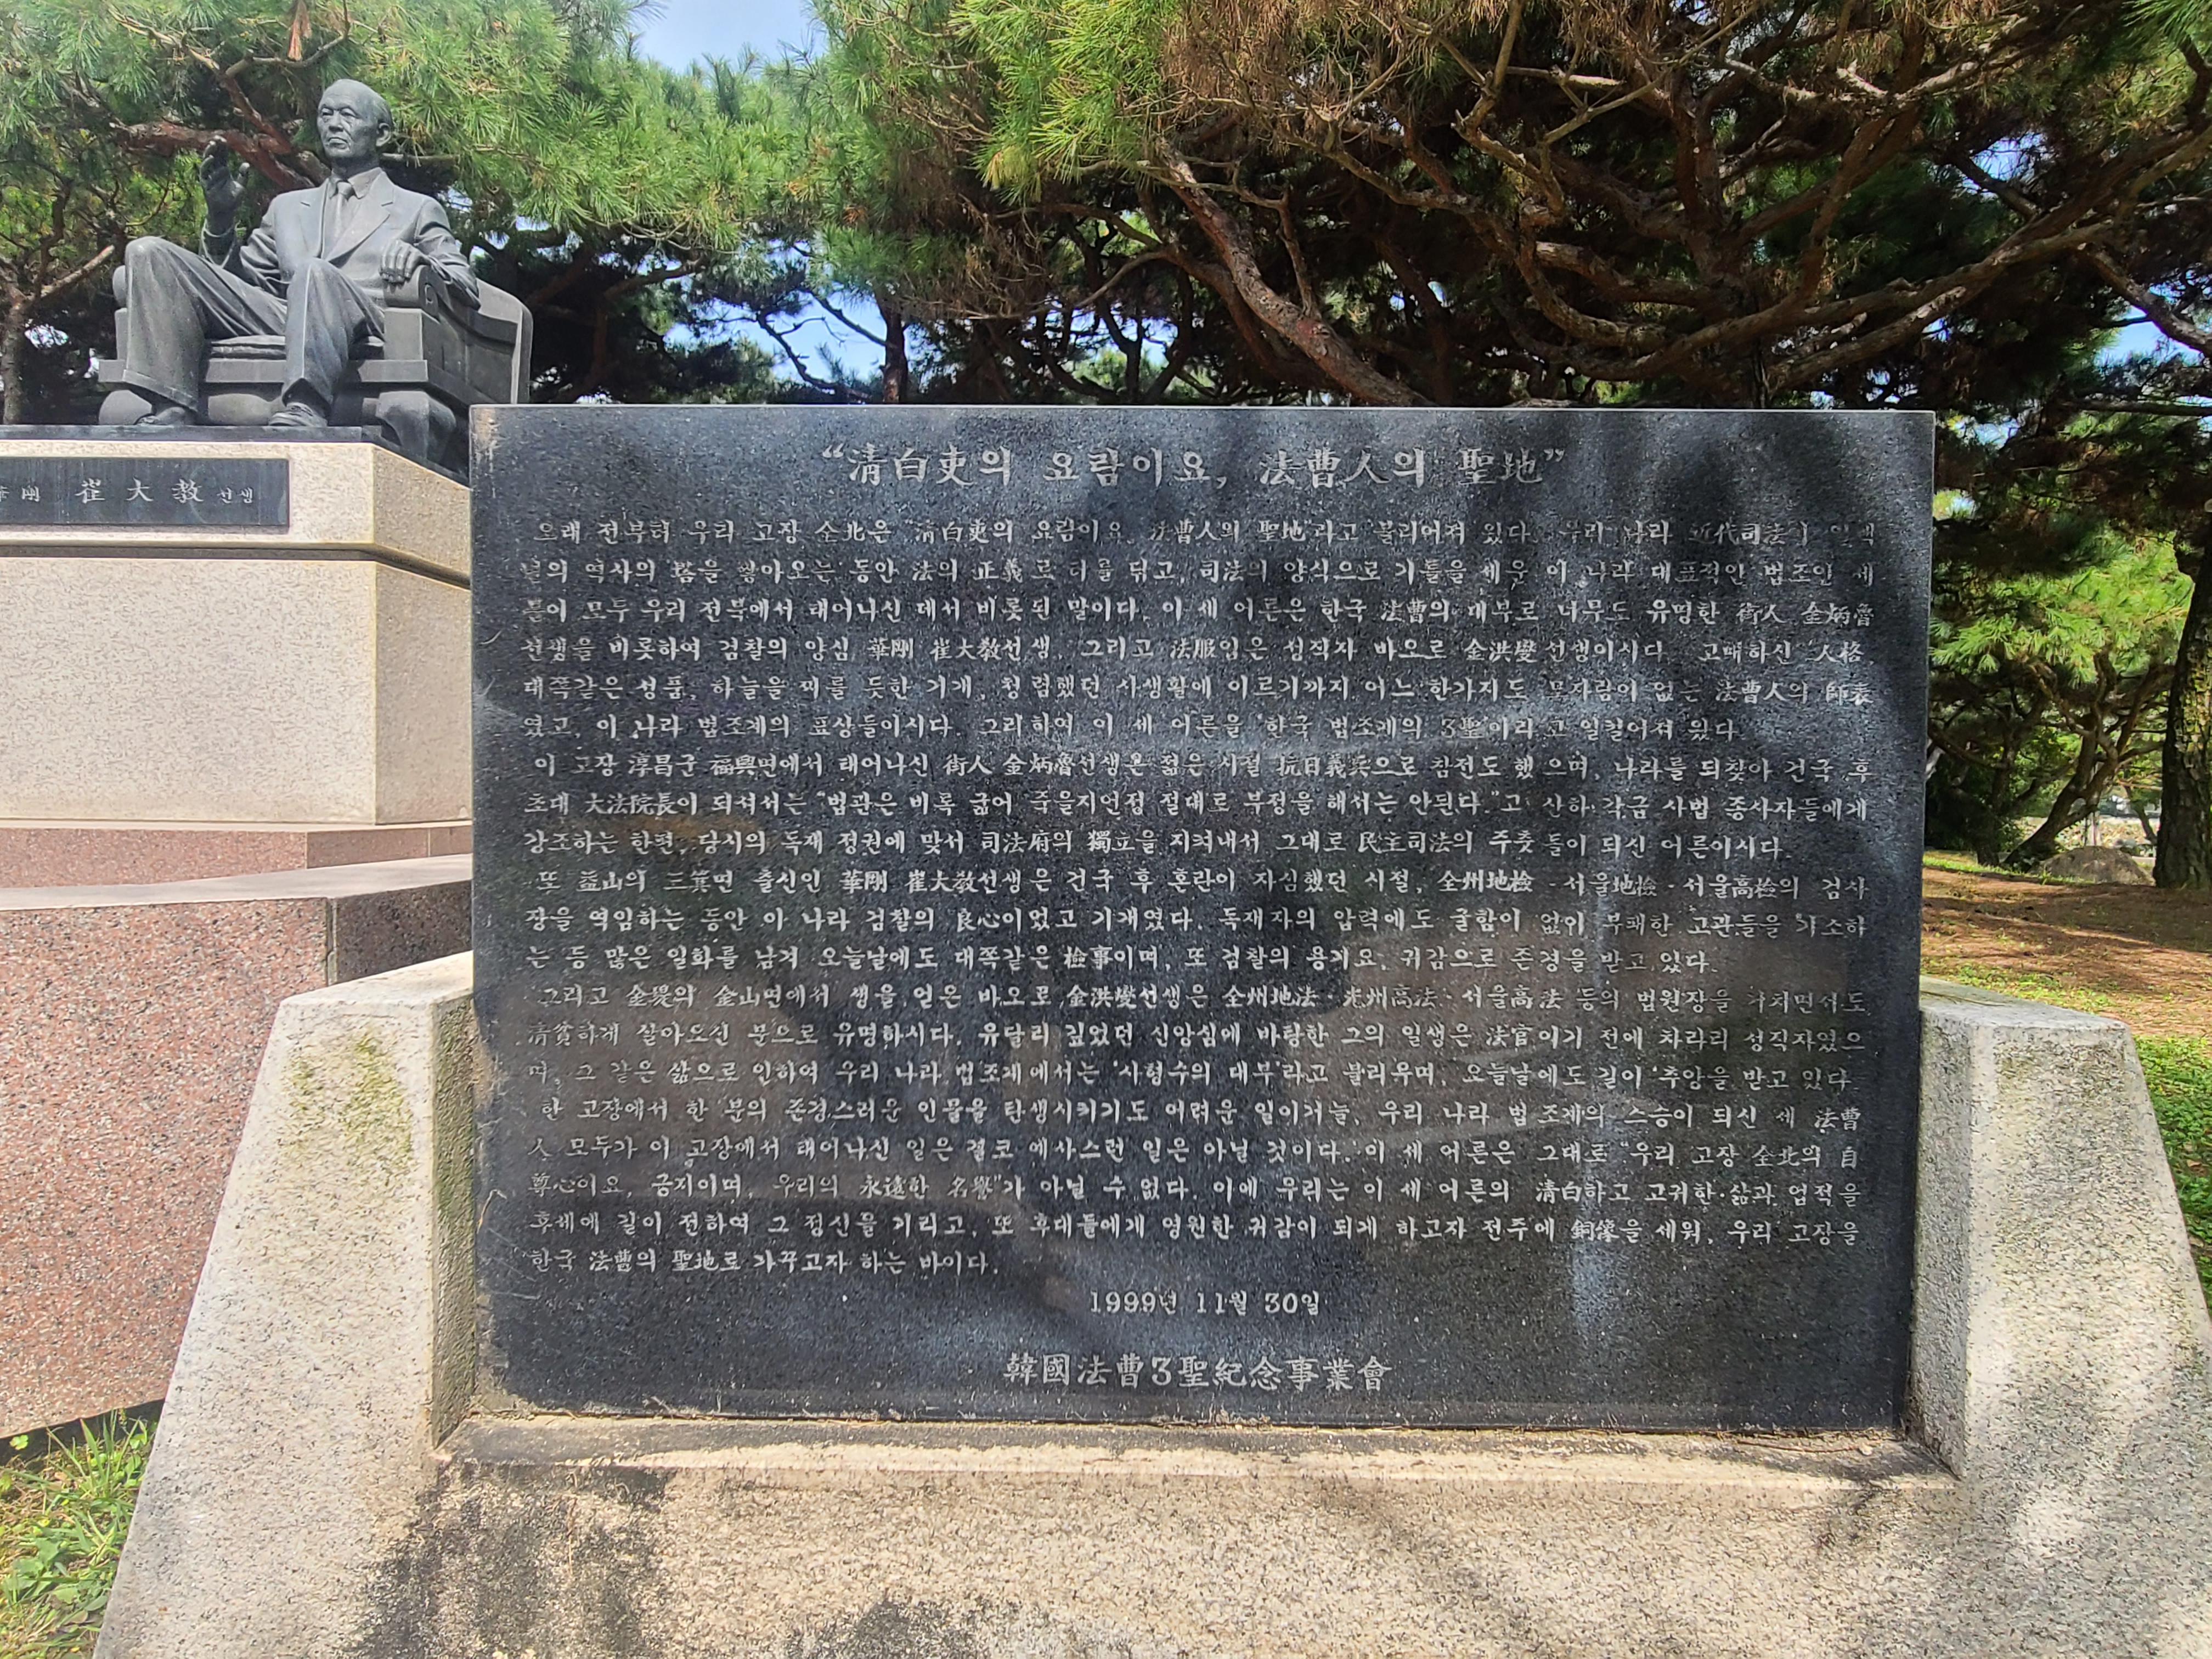 華剛 崔大教 선생
“淸白吏의 요람이요, 法曹人의 聖地”
오래 전부터 우리 고장 全北은 “淸白吏의 요람이요, 法曹人의 聖地”라고 불리어져 왔다. 우리 나라 近代司法이 일백
년의 역사의 塔을 쌓아오는 동안 法의 正義로 터를 닦고, 司法의 양식으로 기틀을 세운 이 나라 대표적인 법조인 세
분이 모두 우리 전북에서 태어나신 데서 비롯된 말이다. 이 세 어른은 한국 法曹의 대부로 너무도 유명한 街人 金炳魯
선생을 비롯하여 검찰의 양심 華剛 崔大敎선생, 그리고 法服입은 성직자 바오로 金洪燮선생이시다. 고매하신 人格,
대쪽같은 성품, 하늘을 찌를 듯한 기개, 청렴했던 사생활에 이르기까지 어느 한가지도 모자람이 없는 法曹人의 師表
였고, 이 나라 법조계의 표상들이시다. 그리하여 이 세 어른을 ‘한국 법조계의 3聖’이라고 일컬어져 왔다.
이 고장 淳昌군 福興면에서 태어나신 街人 金炳魯선생은 젊은 시절 抗日義兵으로 참전도 했으며, 나라를 되찾아 건국 후
초대 大法院長이 되셔서는 “법관은 비록 굶어 죽을지언정 절대로 부정을 해서는 안된다.”고 산하 각금 사법 종사자들에게
강조하는 한편, 당시의 독재 정권에 맞서 司法府의 獨立을 지켜내서 그대로 民主司法의 주춧돌이 되신 어른이시다.
또 益山의 三箕면 출신인 華剛 崔大敎선생은 건국 후 혼란이 자심했던 시절, 全州地檢·서울地檢·서울高檢의 검사
장을 역임하는 동안 이 나라 검찰의 良心이었고 기개였다. 독재자의 압력에도 굴함이 없이 부패한 고관들을 기소하
는 등 많은 일화를 남겨 오늘날에도 대쪽같은 檢事이며, 또 검찰의 용기요, 귀감으로 존경을 받고 있다.
그리고 金堤의 金山면에서 생을 얻은 바오로 金洪燮선생은 全州地法·光州高法·서울高法 등의 법원장을 거치면서도
淸貧하게 살아오신 분으로 유명하시다. 유달리 깊었던 신앙심에 바탕한 그의 일생은 法官이기 전에 차라리 성직자였으
며, 그 같은 삶으로 인하여 우리 나라 법조계에서는 ‘사형수의 대부’라고 불리우며, 오늘날에도 길이 추앙을 받고 있다.
한 고장에서 한 분의 존경스러운 인물을 탄생시키기도 어려운 일이거늘, 우리 나라 법조계의 스승이 되신 세 法曹
人 모두가 이 고장에서 태어나신 일은 결코 예사스런 일은 아닐 것이다. 이 세 어른은 그대로 “우리 고장 全北의 自
尊心이요, 긍지이며, 우리의 永遠한 名譽”가 아닐 수 없다. 이에 우리는 이 세 어른의 淸白하고 고귀한 삶과 업적을
후세에 길이 전하여 그 정신을 기리고, 또 후대들에게 영원한 귀감이 되게 하고자 전주에 銅像을 세워, 우리 고장을
한국 法曹의 聖地로 가꾸고자 하는 바이다.
1999년 11월 30일
韓國法曹3聖紀念事業會